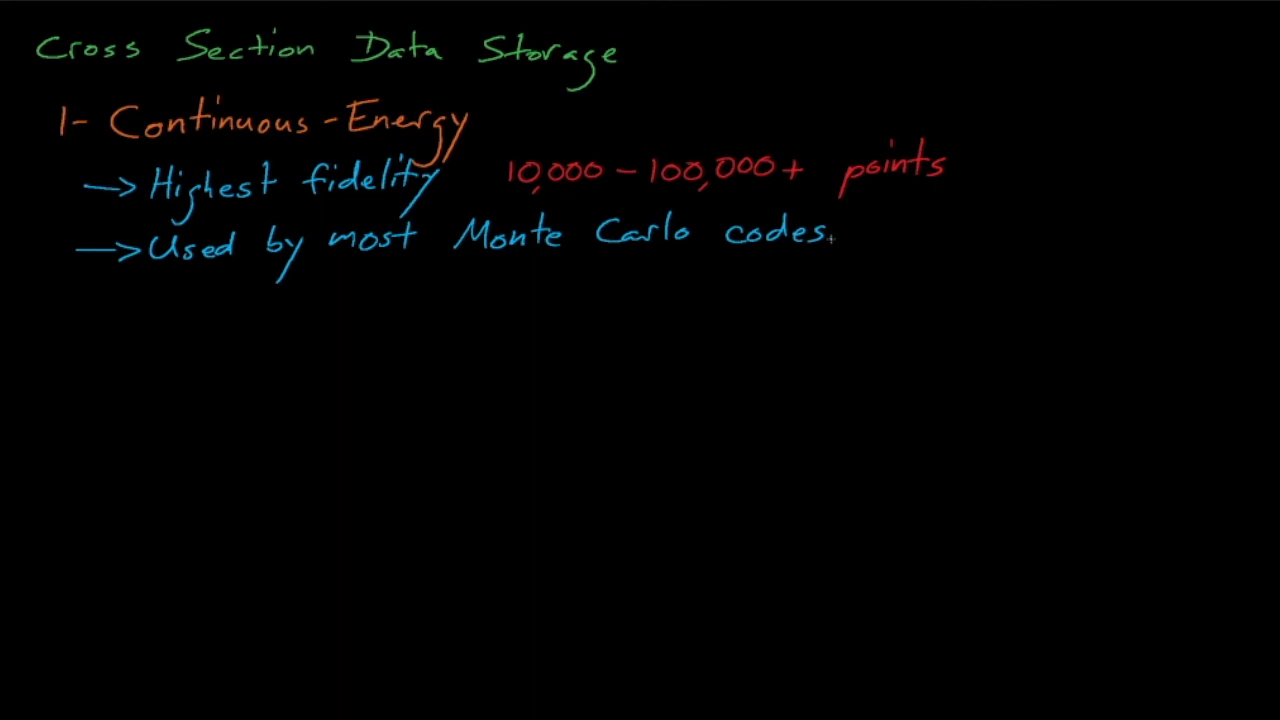 Cross Section Data Storage
1- Continuous-Energy
→ Highest fidelity 10,000 - 100,000+ points
→ Used by most Monte Carlo codes.